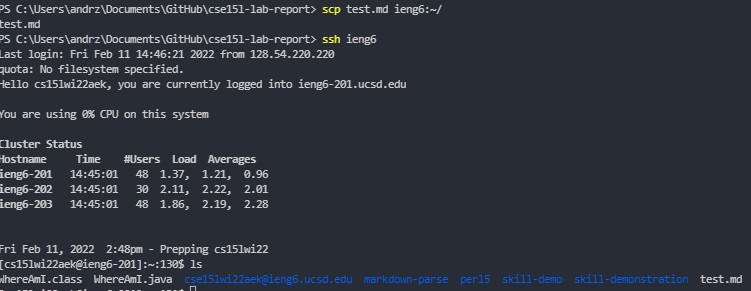 PS C:\Users\andrz\Documents\GitHub\cse15l-lab-report> scp test.md ieng6:~/
test.md
PS C:\Users\andrz\Documents\GitHub\cse15l-lab-report> ssh ieng6
Last login: Fri Feb 11 14:46:21 2022 from 128.54.220.220
quota: No filesystem specified.
Hello cs15lwi22aek, you are currently logged into ieng6-201.ucsd.edu
You are using 0% CPU on this system
Cluster Status
Hostname Time #Users Load Averages
ieng6-201 14:45:01 48 1.37, 1.21, 0.96
ieng6-202 14:45:01 30 2.11, 2.22, 2.01
ieng6-203 14:45:01 48 1.86, 2.19, 2.28
Fri Feb 11, 2022 2:48pm - Prepping cs15lwi22
[cs15lwi22aek@ieng6-201]:~:130$ ls
WhereAmI.class WhereAmI.java cse15lwi22aek@ieng6.ucsd.edu markdown-parse perl5 skill-demo skill-demonstration test.md